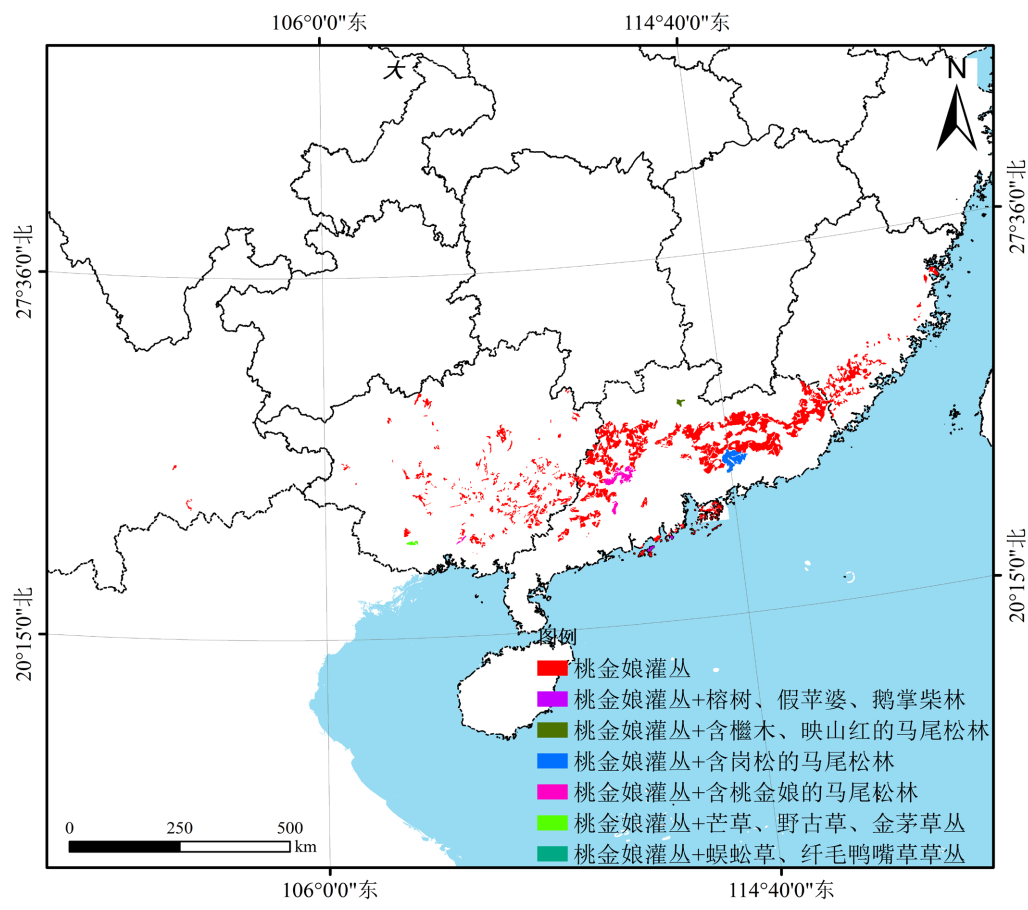 106°0'0"东
114°40'0"东
大
N
27°36'0"北
27°36'0"北
20°15'0"北
20°15'0"北
图例
桃金娘灌丛
桃金娘灌丛+榕树、假苹婆、鹅掌柴林
桃金娘灌丛+含檵木、映山红的马尾松林
桃金娘灌丛+含岗松的马尾松林
桃金娘灌丛+含桃金娘的马尾松林
桃金娘灌丛+芒草、野古草、金茅草丛
桃金娘灌丛+蜈蚣草、纤毛鸭嘴草草丛
0 250 500
km
106°0'0"东
114°40'0"东